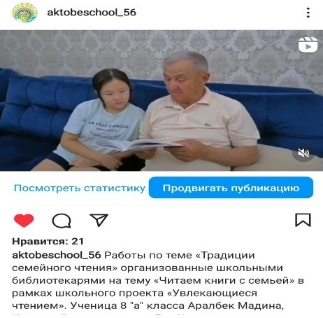 aktobeschool_56
Посмотреть статистику
Продвигать публикацию
Нравится: 21
aktobeschool_56 Работы по теме «Традиции
семейного чтения» организованные школьными
библиотекарями на тему «Читаем книги с семьей» в
рамках школьного проекта «Увлекающиеся
чтением». Ученица 8 "а" класса Аралбек Мадина,